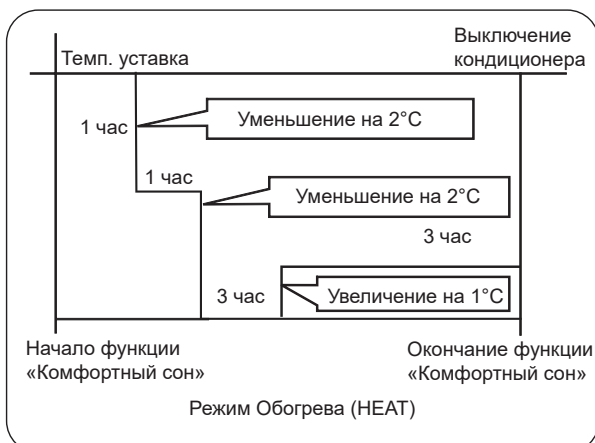 Темп. уставка
Выключение
кондиционера
1 час
Уменьшение на 2°C
1 час
Уменьшение на 2°C
3 час
3 час
Увеличение на 1°C
Начало функции
«Комфортный сон»
Окончание функции
«Комфортный сон»
Режим Обогрева (HEAT)